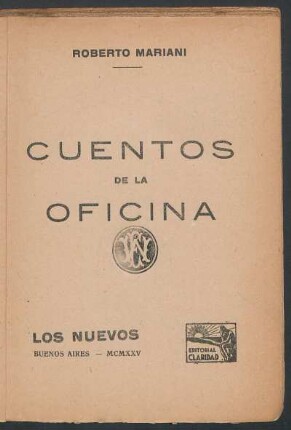 ROBERTO MARIANI
CUENTOS
DE LA
OFICINA
LOS NUEVOS
BUENOS AIRES — MCMXXV
EDITORIAL
CLARIDAD